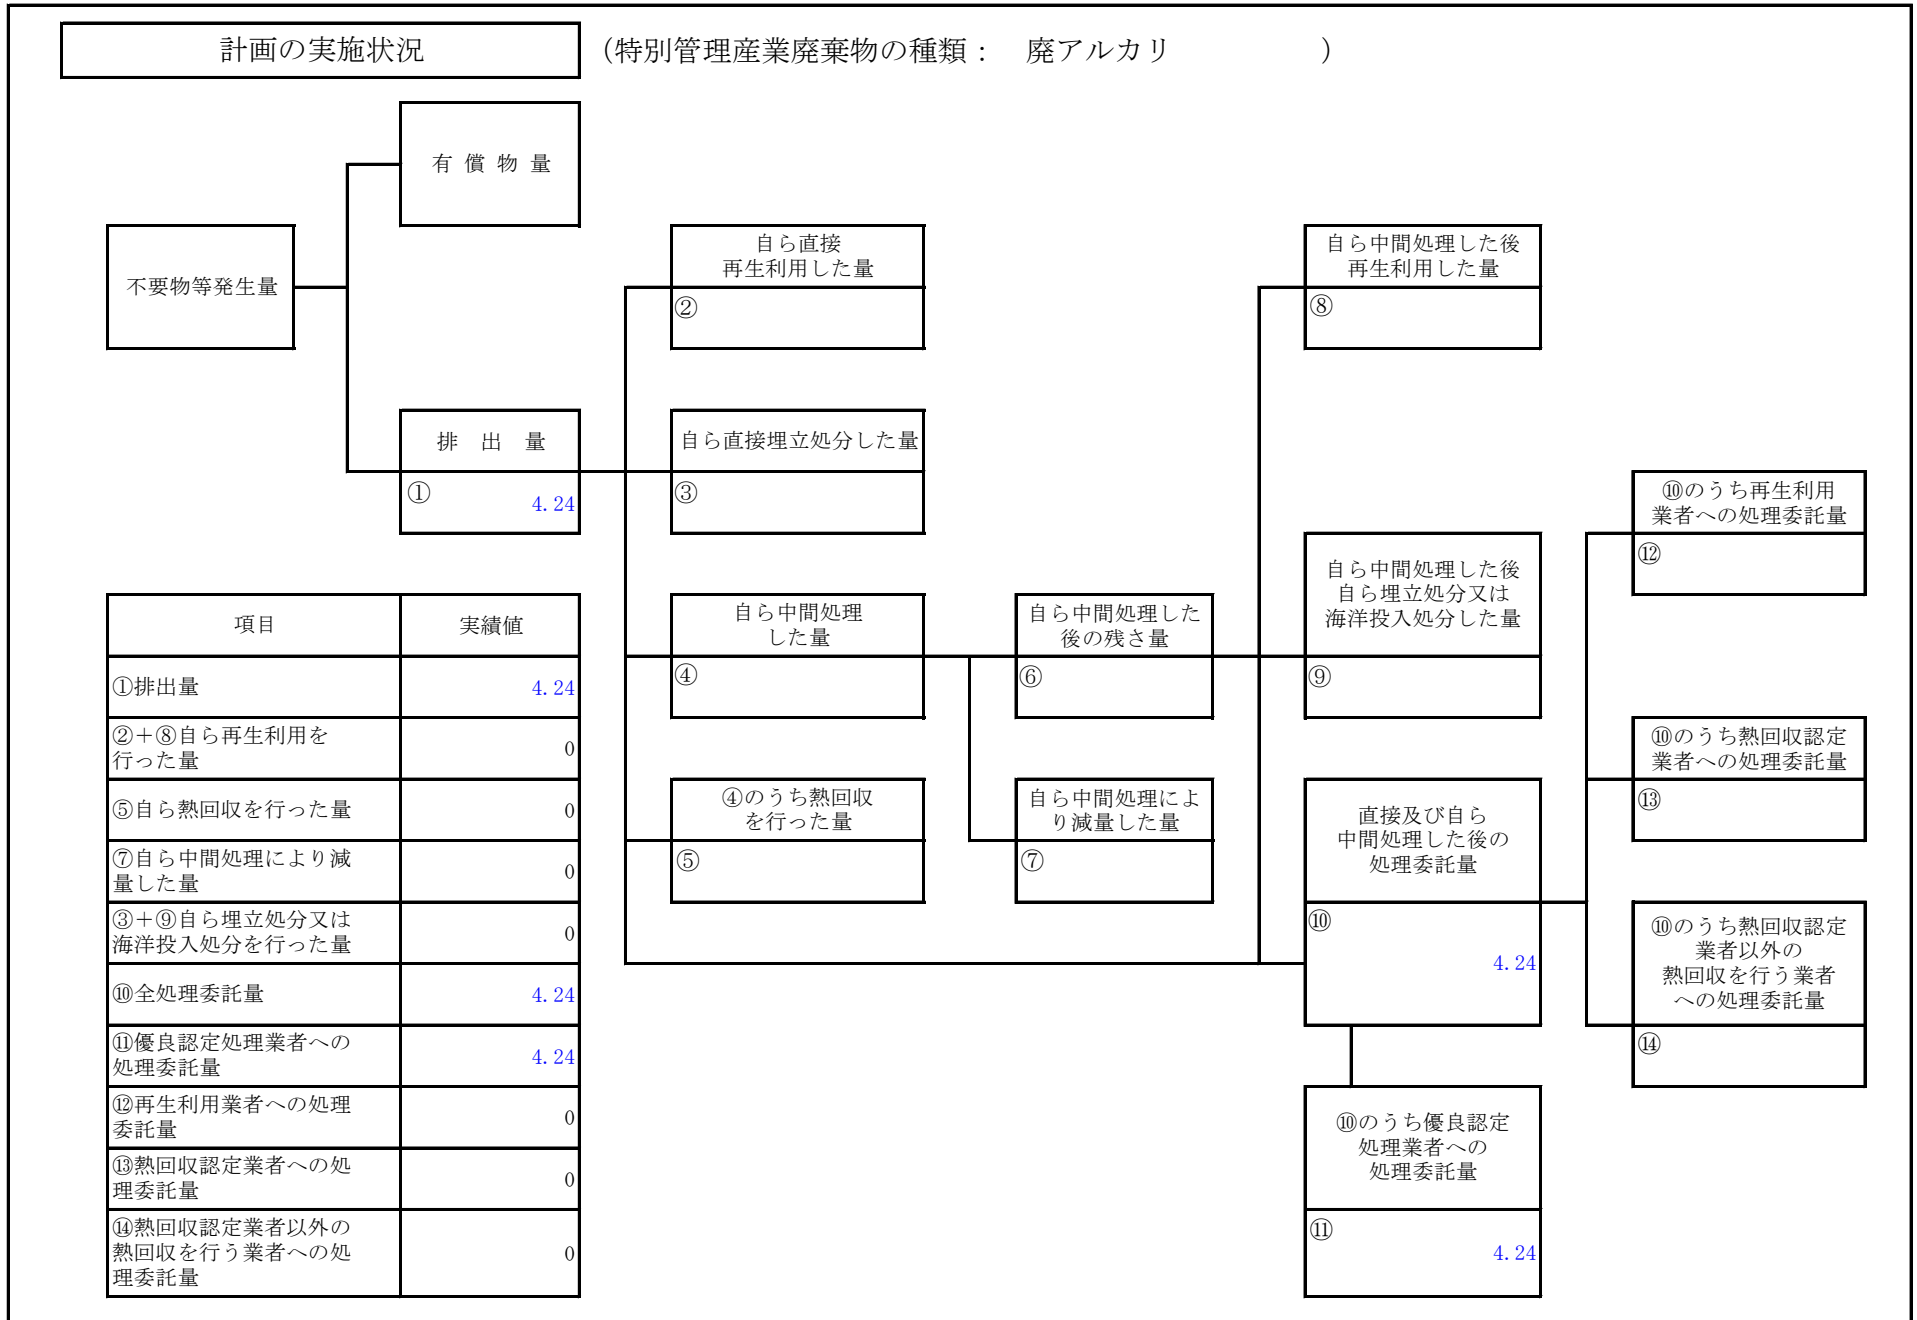 計画の実施状況
（特別管理産業廃棄物の種類：　廃アルカリ　　　　　）
有 償 物 量
不要物等発生量
自ら直接
再生利用した量
②
自ら中間処理した後
再生利用した量
⑧
排　出　量
①
4.24
自ら直接埋立処分した量
③
⑩のうち再生利用
業者への処理委託量
⑫
自ら中間処理した後
自ら埋立処分又は
海洋投入処分した量
⑨
自ら中間処理
した量
④
自ら中間処理した
後の残さ量
⑥
⑩のうち熱回収認定
業者への処理委託量
⑬
④のうち熱回収
を行った量
⑤
自ら中間処理によ
り減量した量
⑦
直接及び自ら
中間処理した後の
処理委託量
⑩
4.24
⑩のうち熱回収認定
業者以外の
熱回収を行う業者
への処理委託量
⑭
⑩のうち優良認定
処理業者への
処理委託量
⑪
4.24
項目 実績値
①排出量 4.24
②＋⑧自ら再生利用を
行った量 0
⑤自ら熱回収を行った量 0
⑦自ら中間処理により減
量した量 0
③＋⑨自ら埋立処分又は
海洋投入処分を行った量 0
⑩全処理委託量 4.24
⑪優良認定処理業者への
処理委託量 4.24
⑫再生利用業者への処理
委託量 0
⑬熱回収認定業者への処
理委託量 0
⑭熱回収認定業者以外の
熱回収を行う業者への処
理委託量 0